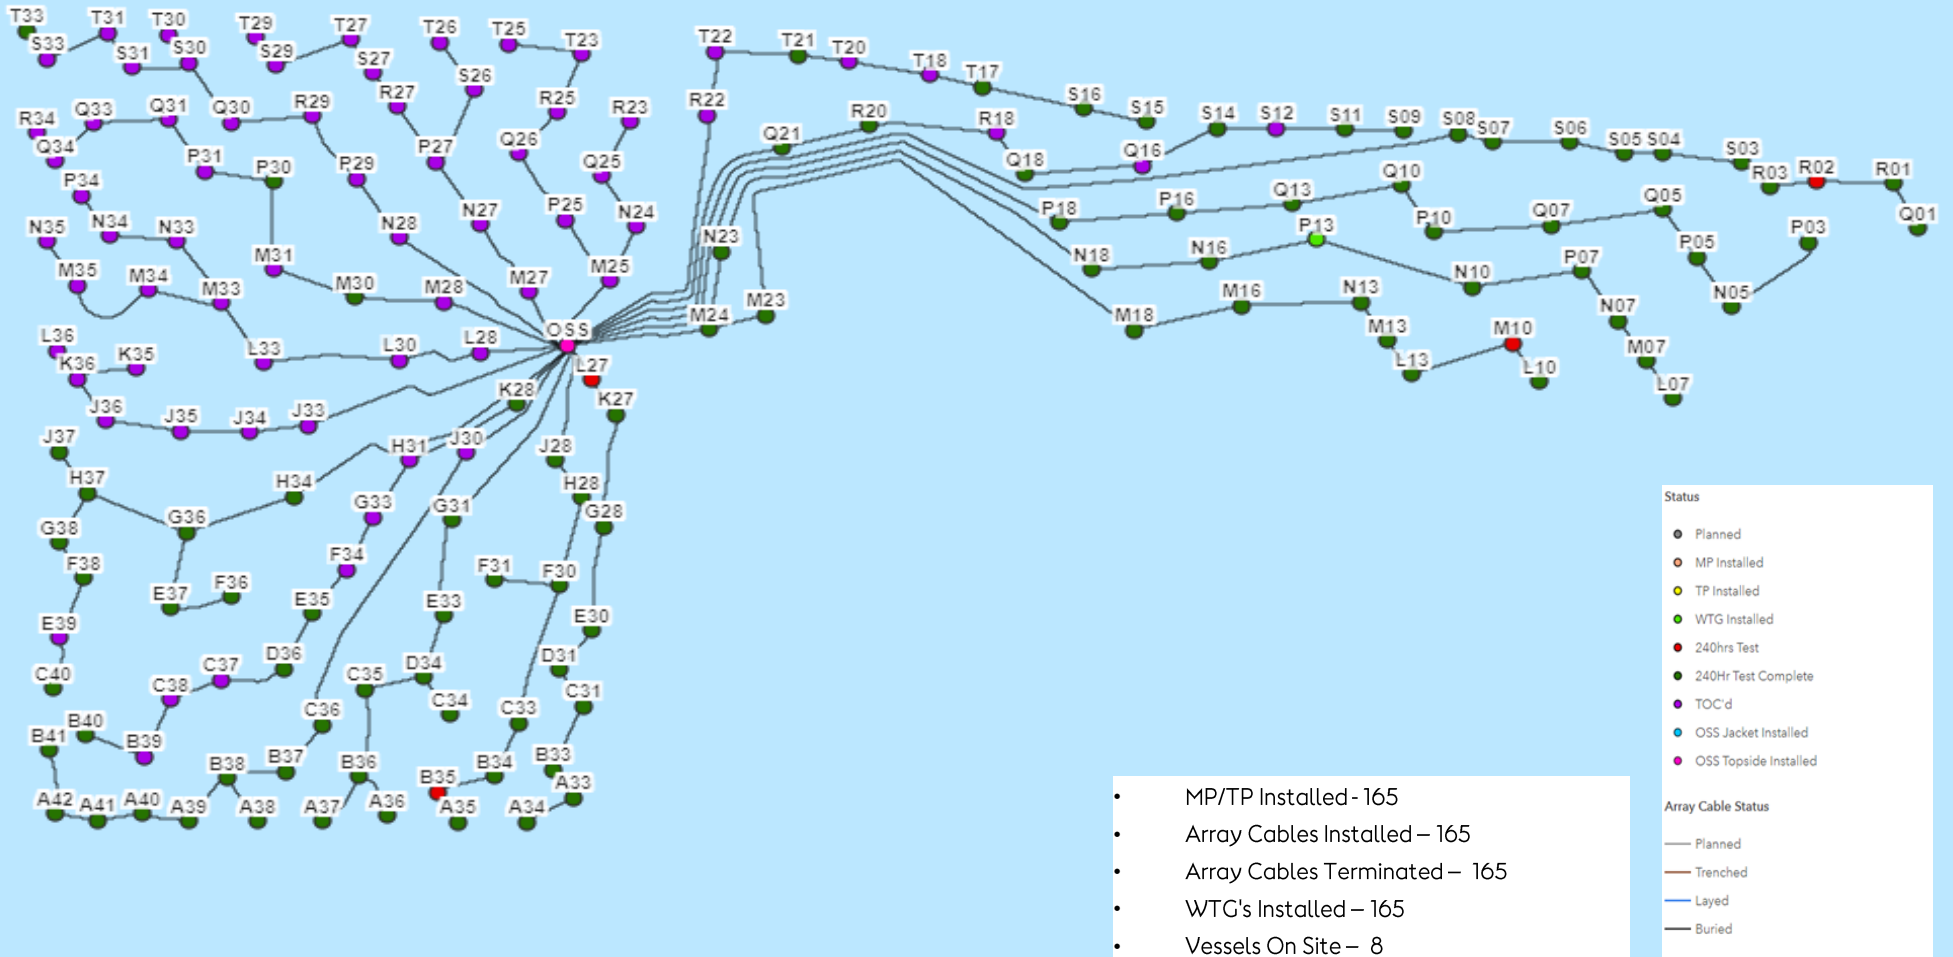 T33 T31 T30 T29 T27 T26 T25 T23 T22 T21 T20 T18 T17
S33 S31 S30 S29 S27 S26 S16 S15
R34 Q33 Q31 Q30 R29 R27 R25 R23 R22 Q21 R20 R18 S14 S12 S11 S09 S08 S07 S06 S05 S04 S03
Q34 P31 P30 P29 P27 Q26 Q25 Q18 Q16 Q10 R03 R02 R01
P34 P25 N24 P18 P16 Q13 P10 Q07 Q05 Q01
N35 N34 N33 N28 N27 N23 P13 P05 P03
M35 M34 M33 M31 M30 M28 M27 M25 N18 N16 N10 P07 N05
M24 M23 M18 M16 N13 N07
L36 L33 L30 L28 OSS M13 M10 M07
K36 K35 L27 L13 L10 L07
J36 J35 J34 J33 K28 K27
J37 H31 J30 J28
H37 H34 H28
G38 G36 G33 G31 G28
F38 F34 F31 F30
E37 F36 E35 E33
E39 E30
C40 C38 C37 D36 C35 D34 D31
C36 C34 C33 C31
B41 B40 B39 B38 B37 B36 B35 B34 B33
A42 A41 A40 A39 A38 A37 A36 A35 A34 A33
Status
Planned
MP Installed
TP Installed
WTG Installed
240hrs Test
240Hr Test Complete
TOC'd
OSS Jacket Installed
OSS Topside Installed
Array Cable Status
Planned
Trenched
Layed
Buried
• MP/TP Installed - 165
• Array Cables Installed – 165
• Array Cables Terminated – 165
• WTG's Installed – 165
• Vessels On Site – 8